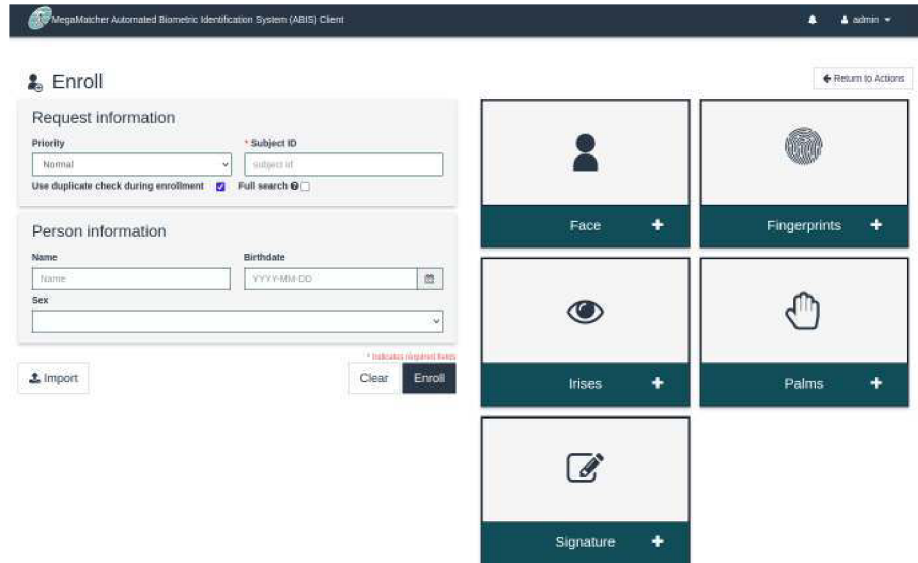 MegaMatcher Automated Biometric Identification System (ABIS) Client
admin
Enroll
Return to Actions
Request information
Priority
* Subject ID
Normal
subject id
Use duplicate check during enrollment
Full search
Person information
Name
Birthdate
Name
YYYY-MM-DD
Sex
* Indicates required fields
Import
Clear
Enroll
Face
Fingerprints
Irises
Palms
Signature